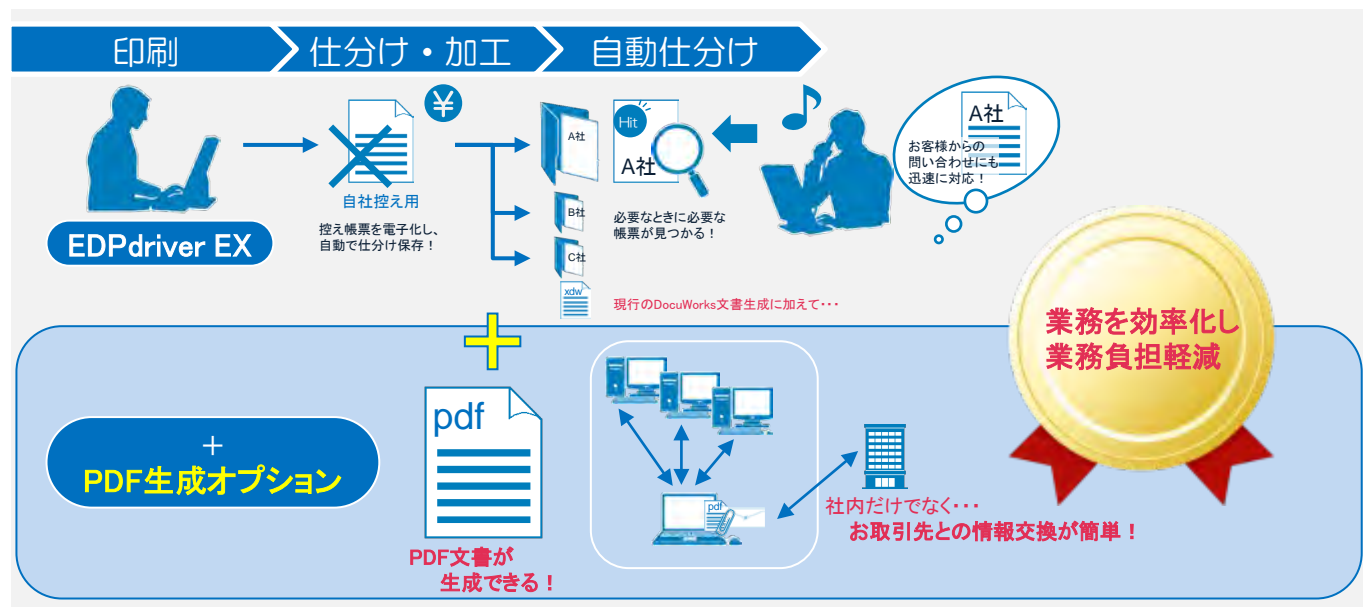 印刷
仕分け・加工
自動仕分け
EDPdriver EX
自社控え用
控え帳票を電子化し、
自動で仕分け保存！
¥
A社
B社
C社
xdw
Hit
A社
必要なときに必要な
帳票が見つかる！
A社
お客様からの
問い合わせにも
迅速に対応！
現行のDocuWorks文書生成に加えて・・・
業務を効率化し
業務負担軽減
＋
PDF生成オプション
pdf
PDF文書が
生成できる！
pdf
社内だけでなく・・・
お取引先との情報交換が簡単！